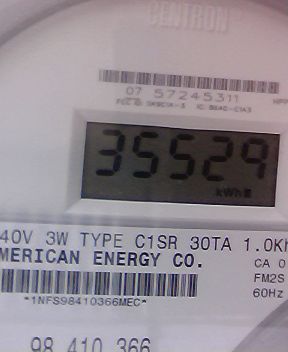 CENTRON
07 57245311
35529
kWh
40V 3W TYPE C1SR 30TA 1.0Kh
MERICAN ENERGY CO.
CA 0
FM2S
60Hz
*1NFS98410366MEC*
98 410 366